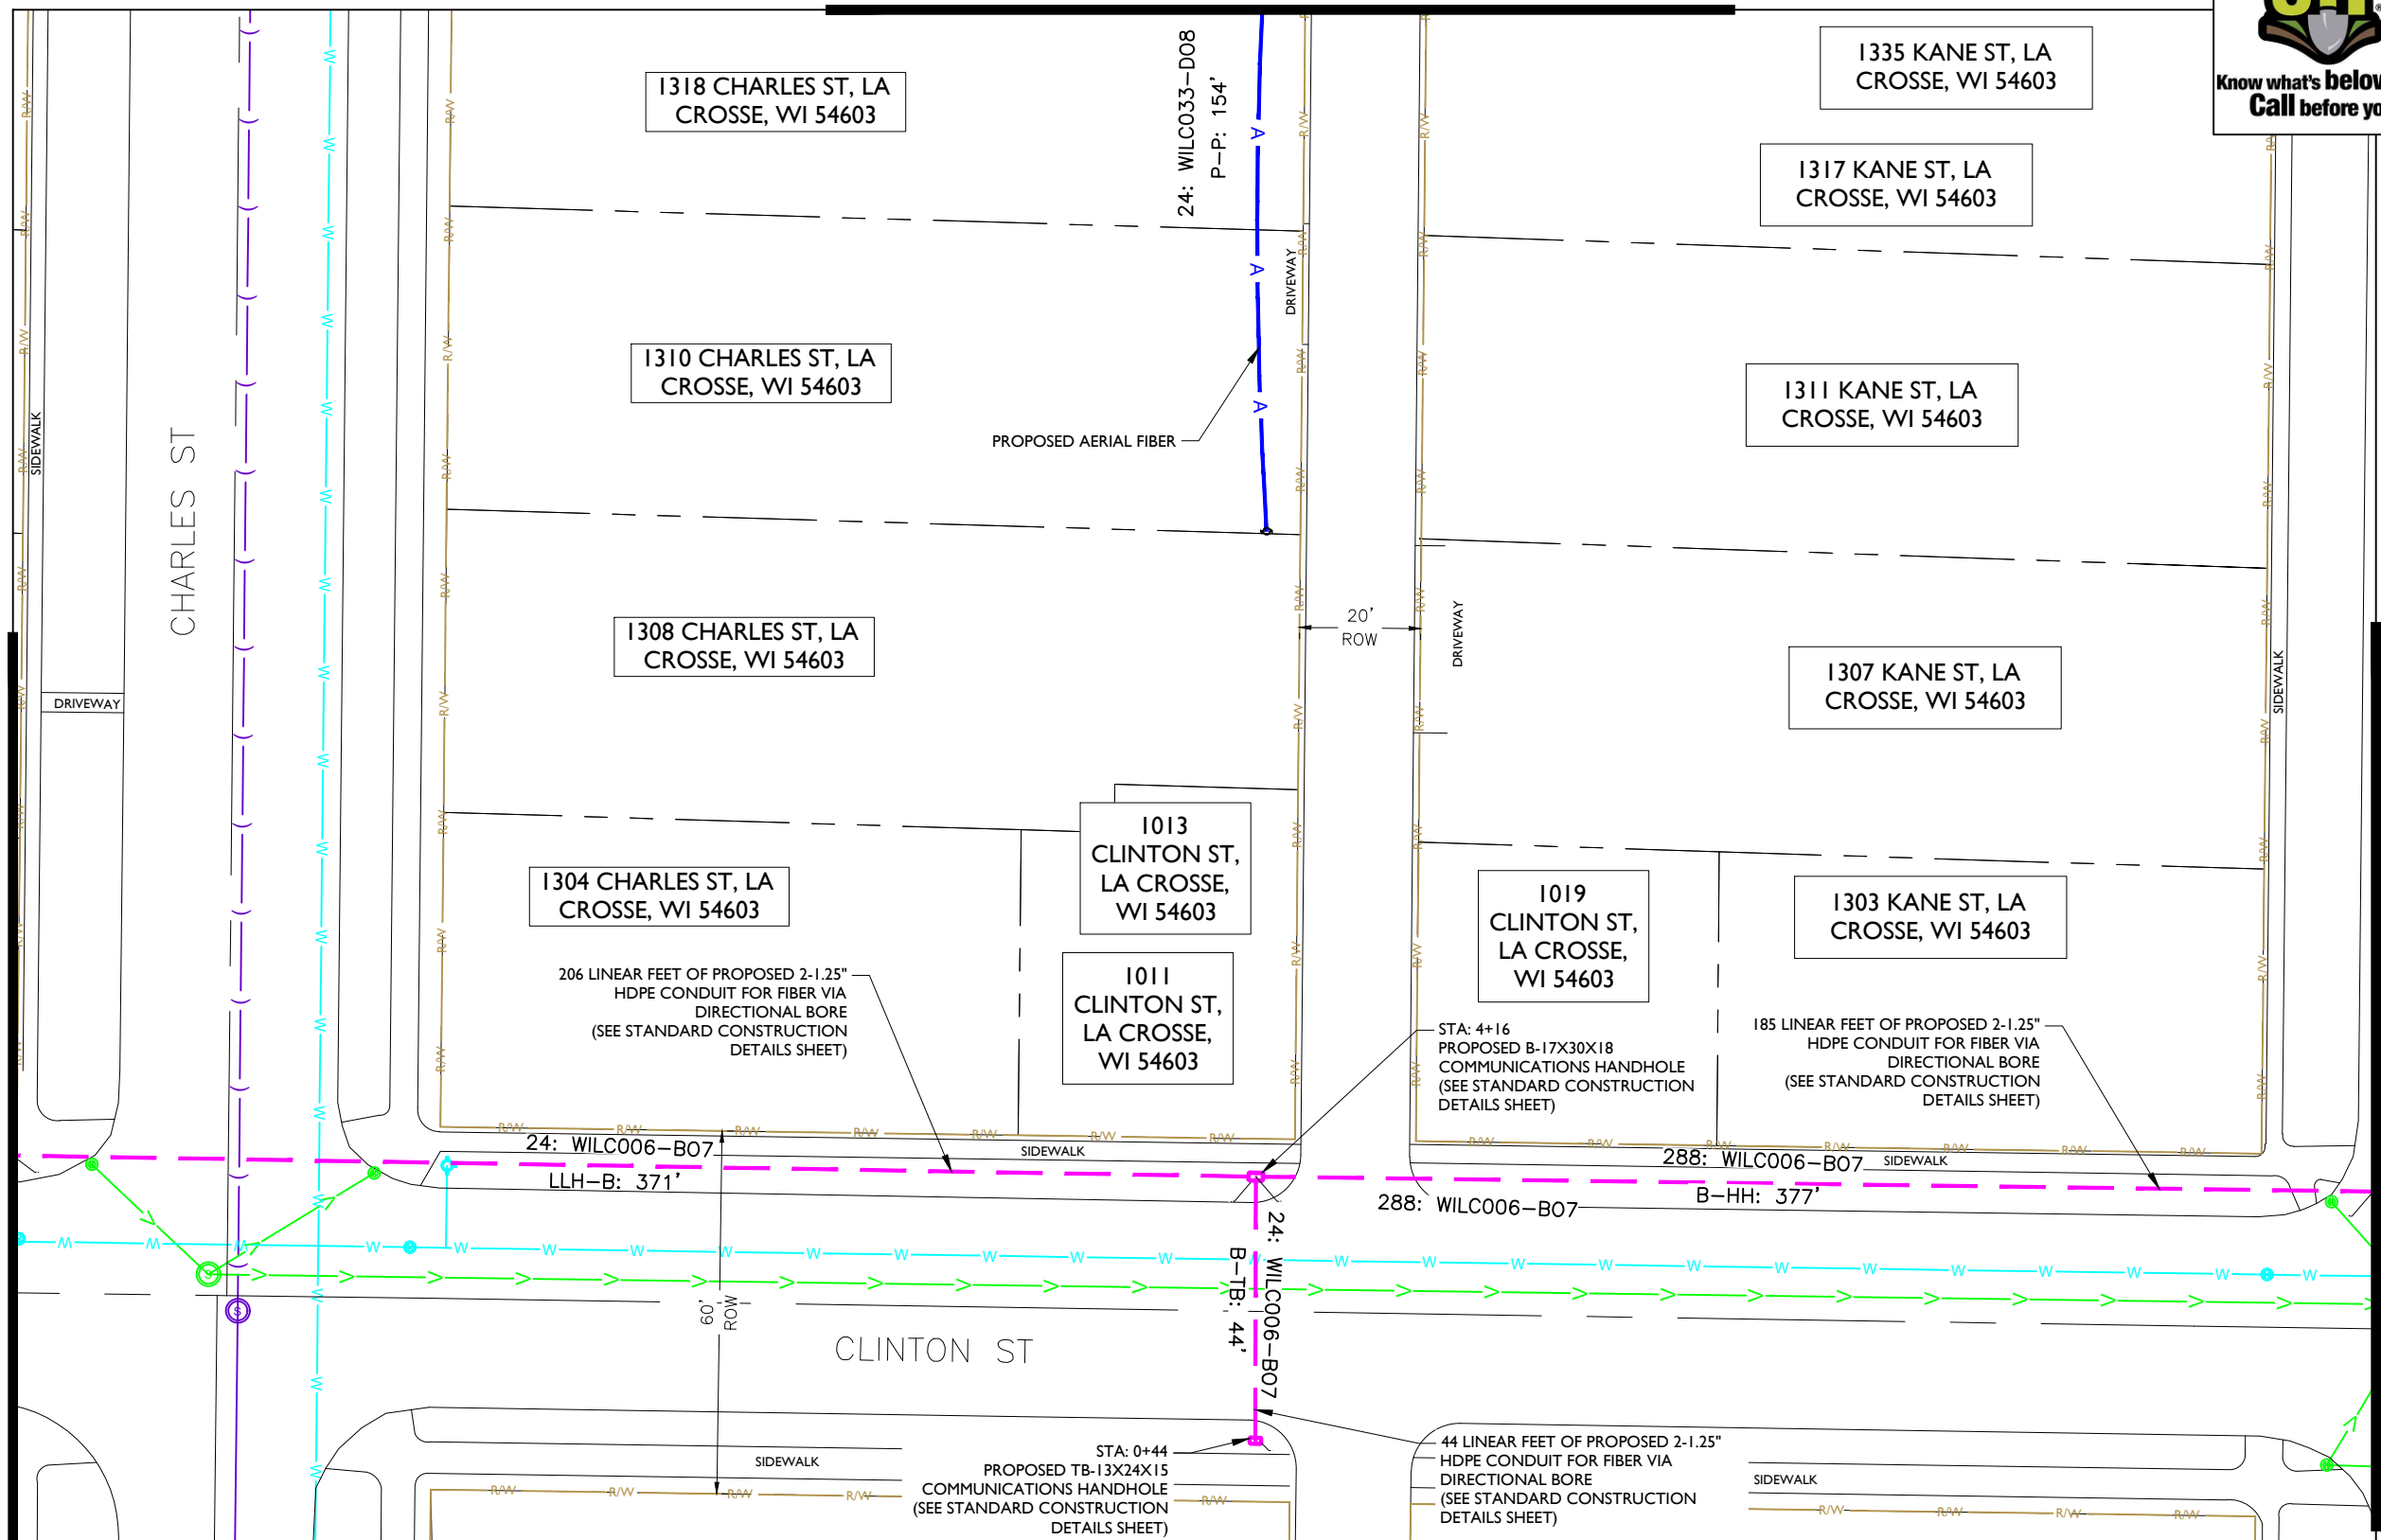 1318 CHARLES ST, LA
CROSSE, WI 54603
24: WILC033-D08
P-P: 154'
1335 KANE ST, LA
CROSSE, WI 54603
®
Know what's
Call before
1317 KANE ST, LA
CROSSE, WI 54603
DRIVEWAY
1310 CHARLES ST, LA
CROSSE, WI 54603
PROPOSED AERIAL FIBER
1311 KANE ST, LA
CROSSE, WI 54603
SIDEWALK
CHARLES ST
DRIVEWAY
1308 CHARLES ST, LA
CROSSE, WI 54603
20'
ROW
DRIVEWAY
1307 KANE ST, LA
CROSSE, WI 54603
SIDEWALK
1304 CHARLES ST, LA
CROSSE, WI 54603
1013
CLINTON ST,
LA CROSSE,
WI 54603
1011
CLINTON ST,
LA CROSSE,
WI 54603
1019
CLINTON ST,
LA CROSSE,
WI 54603
1303 KANE ST, LA
CROSSE, WI 54603
206 LINEAR FEET OF PROPOSED 2-1.25"
HDPE CONDUIT FOR FIBER VIA
DIRECTIONAL BORE
(SEE STANDARD CONSTRUCTION
DETAILS SHEET)
STA: 4+16
PROPOSED B-17X30X18
COMMUNICATIONS HANDHOLE
(SEE STANDARD CONSTRUCTION
DETAILS SHEET)
185 LINEAR FEET OF PROPOSED 2-1.25"
HDPE CONDUIT FOR FIBER VIA
DIRECTIONAL BORE
(SEE STANDARD CONSTRUCTION
DETAILS SHEET)
24: WILC006-B07
SIDEWALK
LLH-B: 371'
288: WILC006-B07
SIDEWALK
B-HH: 377'
288: WILC006-B07
24: WILC006-B07
B-TB: 44'
60'
ROW
CLINTON ST
SIDEWALK
STA: 0+44
PROPOSED TB-13X24X15
COMMUNICATIONS HANDHOLE
(SEE STANDARD CONSTRUCTION
DETAILS SHEET)
44 LINEAR FEET OF PROPOSED 2-1.25"
HDPE CONDUIT FOR FIBER VIA
DIRECTIONAL BORE
(SEE STANDARD CONSTRUCTION
DETAILS SHEET)
SIDEWALK